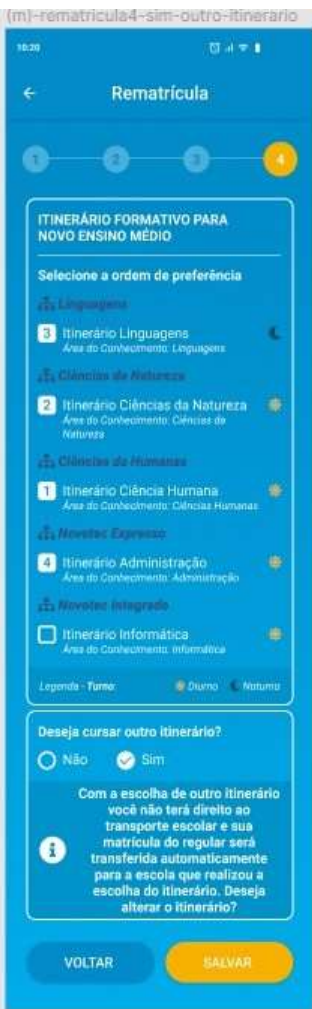 (m)-rematricula4-sim-outro-itinerario
10:20
Rematrícula
1 2 3 4
ITINERÁRIO FORMATIVO PARA
NOVO ENSINO MÉDIO
Selecione a ordem de preferência
Linguagens
3 Itinerário Linguagens
Área do Conhecimento: Linguagens
Ciências da Natureza
2 Itinerário Ciências da Natureza
Área do Conhecimento: Ciências da
Natureza
Ciências da Humanas
1 Itinerário Ciência Humana
Área do Conhecimento: Ciências Humanas
Novotec Expresso
4 Itinerário Administração
Área do Conhecimento: Administração
Novotec Integrado
Itinerário Informática
Área do Conhecimento: Informática
Legenda - Turno: Diurno Noturno
Deseja cursar outro itinerário?
Não Sim
Com a escolha de outro itinerário
você não terá direito ao
transporte escolar e sua
matrícula do regular será
transferida automaticamente
para a escola que realizou a
escolha do itinerário. Deseja
alterar o itinerário?
VOLTAR SALVAR